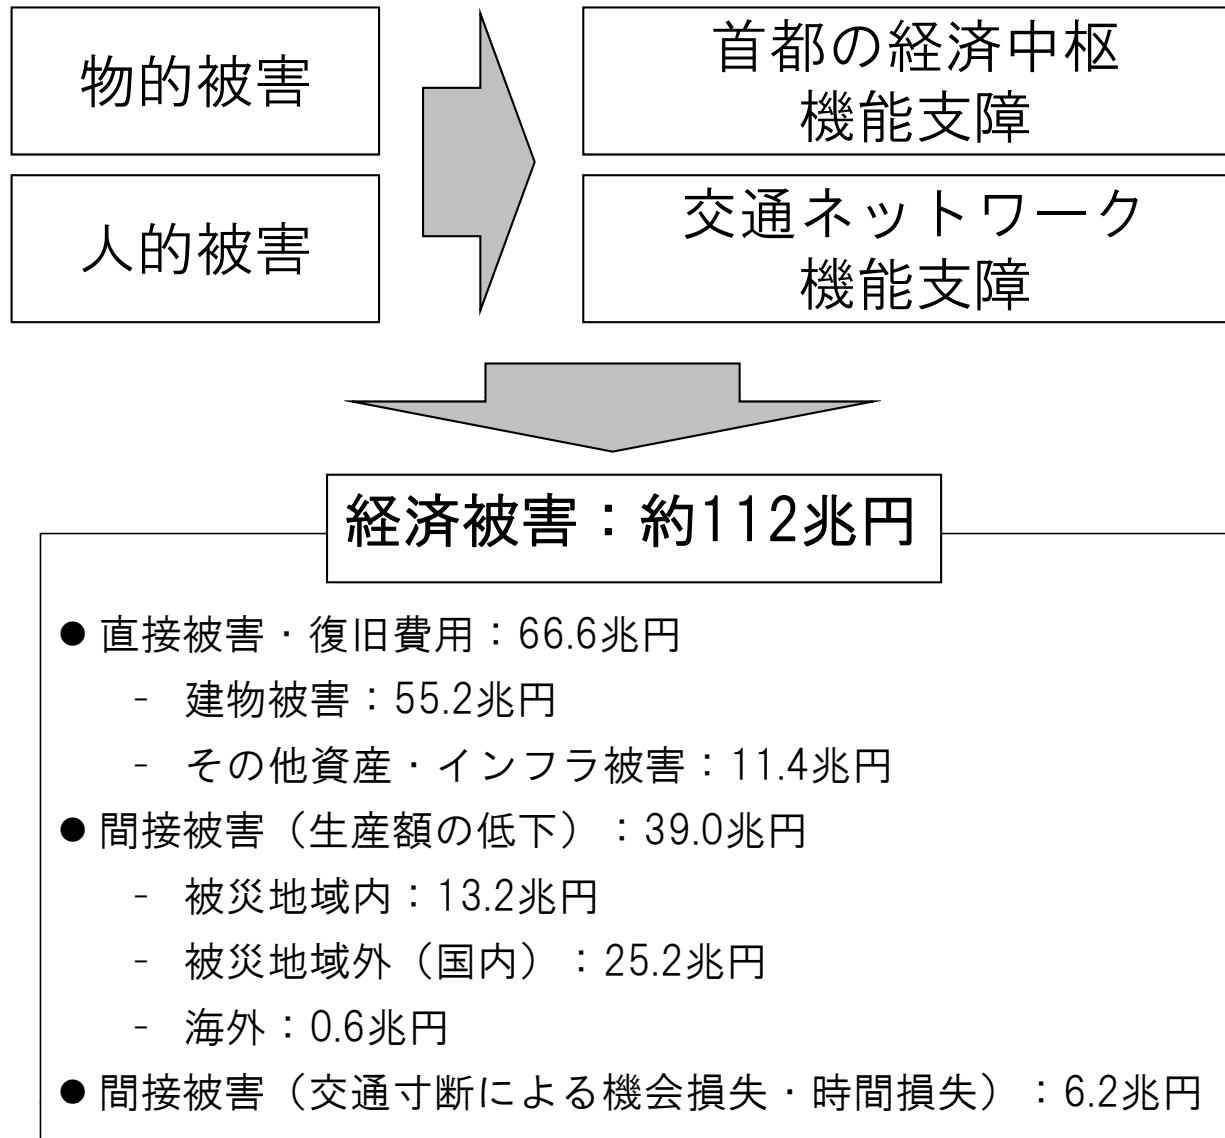 物的被害
首都の経済中枢
機能支障
人的被害
交通ネットワーク
機能支障
経済被害：約112兆円
● 直接被害・復旧費用：66.6兆円
- 建物被害：55.2兆円
- その他資産・インフラ被害：11.4兆円
● 間接被害（生産額の低下）：39.0兆円
- 被災地域内：13.2兆円
- 被災地域外（国内）：25.2兆円
- 海外：0.6兆円
● 間接被害（交通寸断による機会損失・時間損失）：6.2兆円